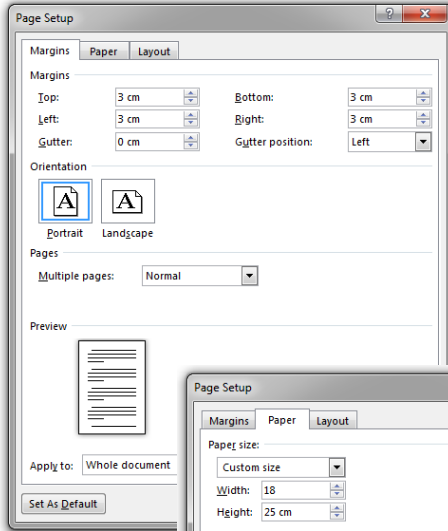 Page Setup
Margins Paper Layout
Margins
Top: 3 cm Bottom: 3 cm
Left: 3 cm Right: 3 cm
Gutter: 0 cm Gutter position: Left
Orientation
A A
Portrait Landscape
Pages
Multiple pages: Normal
Preview
Apply to: Whole document
Set As Default
Page Setup
Margins Paper Layout
Paper size:
Custom size
Width: 18
Height: 25 cm